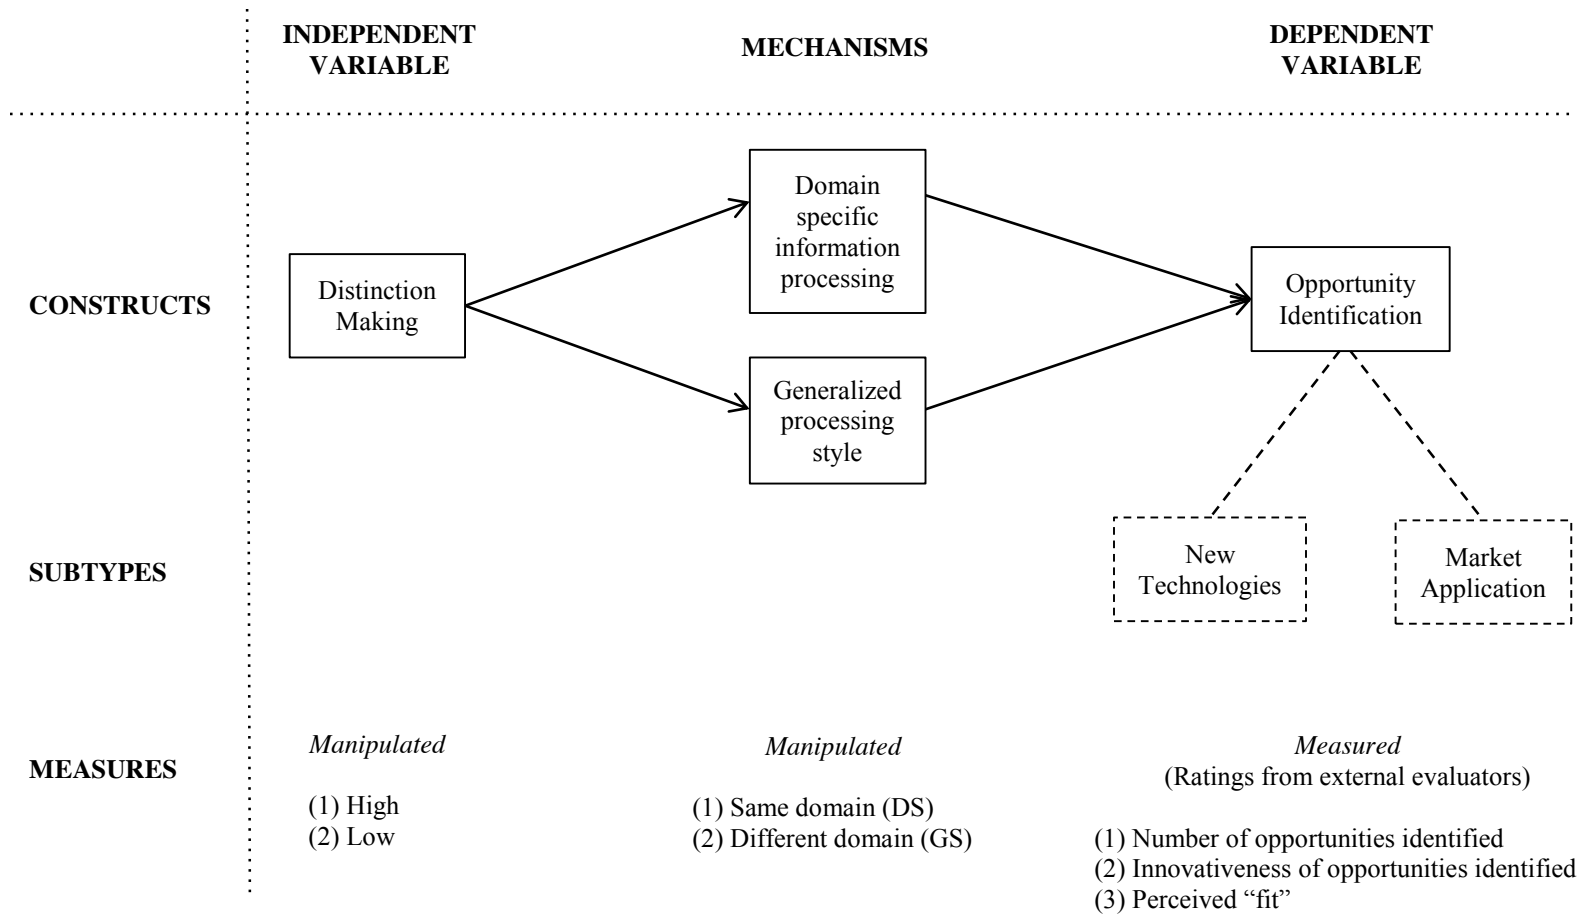 INDEPENDENT
VARIABLE
MECHANISMS
DEPENDENT
VARIABLE
CONSTRUCTS
Distinction
Making
Domain
specific
information
processing
Generalized
processing
style
Opportunity
Identification
SUBTYPES
New
Technologies
Market
Application
MEASURES
Manipulated
(1) High
(2) Low
Manipulated
(1) Same domain (DS)
(2) Different domain (GS)
Measured
(Ratings from external evaluators)
(1) Number of opportunities identified
(2) Innovativeness of opportunities identified
(3) Perceived “fit”